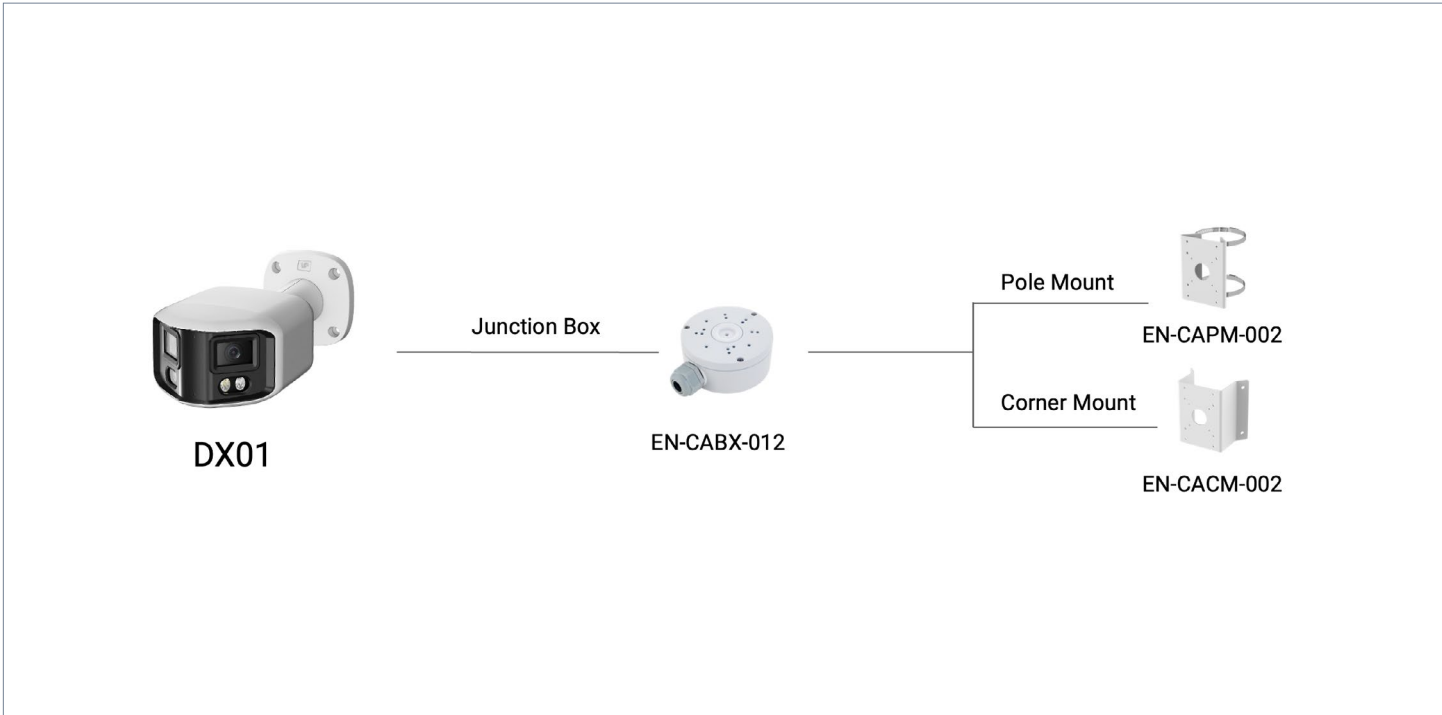 Pole Mount
Junction Box
EN-CAPM-002
Corner Mount
DX01
EN-CABX-012
EN-CACM-002